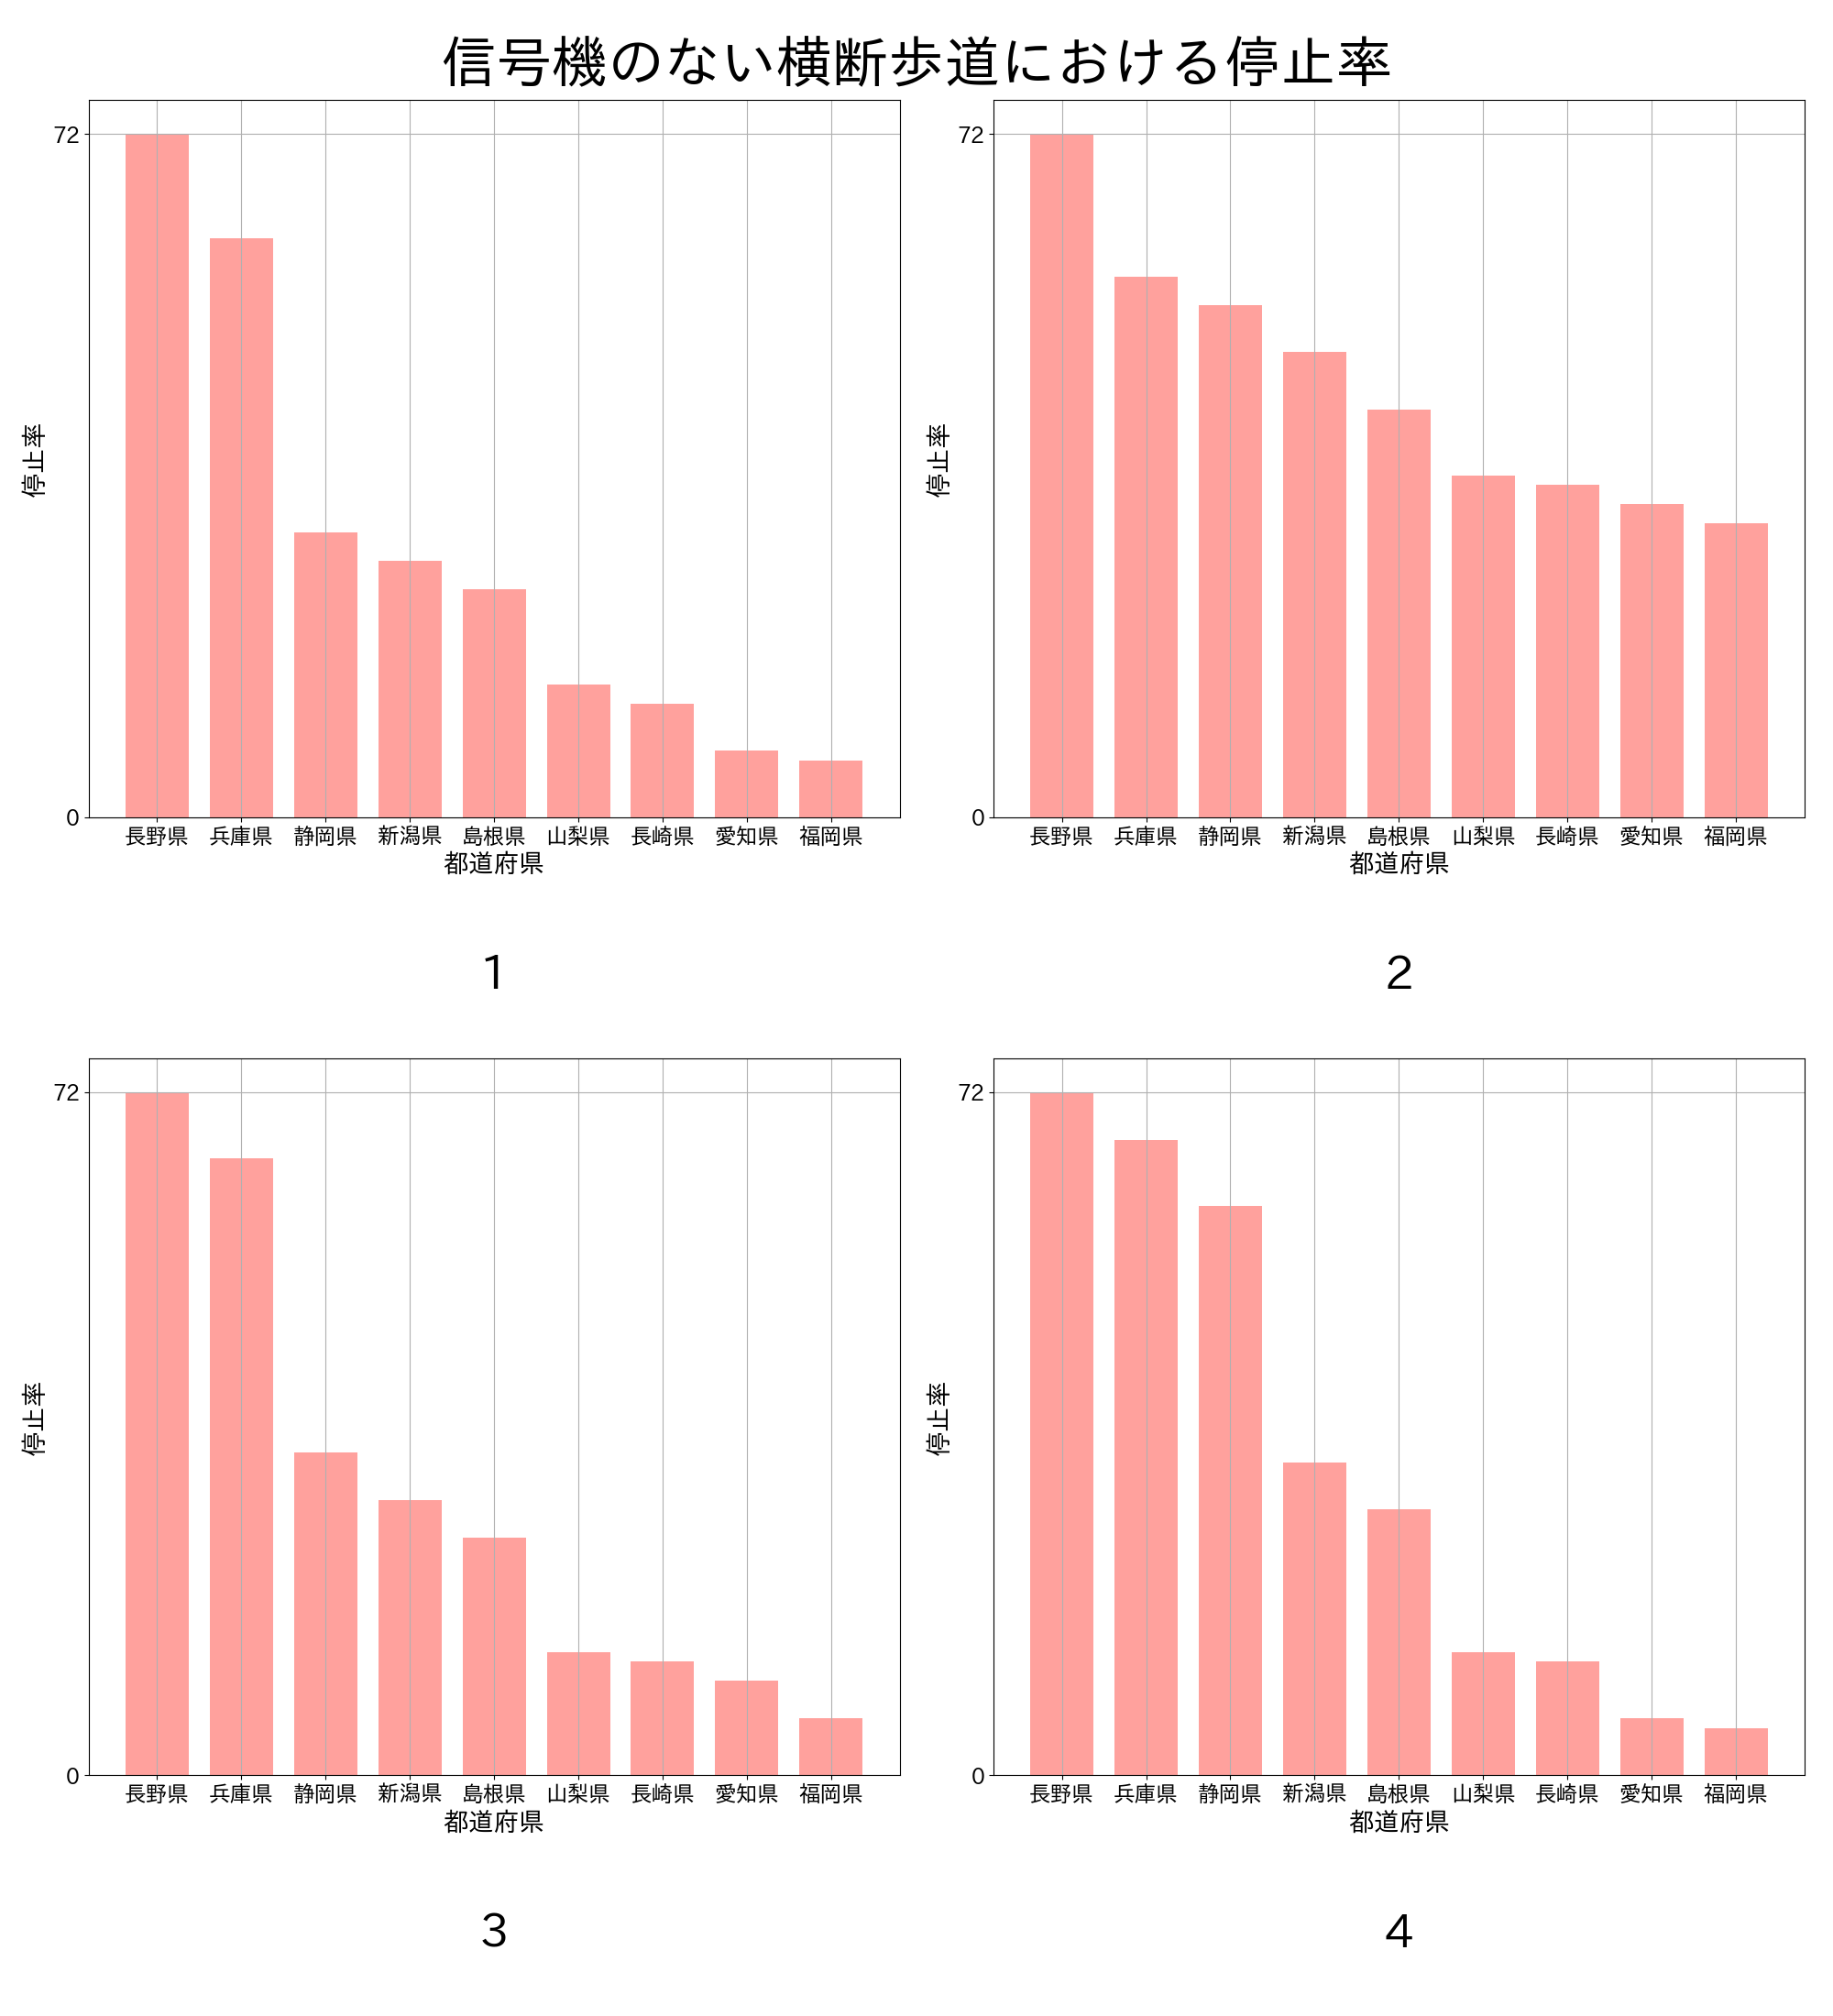 信号機のない横断歩道における停止率
72
停止率
0
長野県 兵庫県 静岡県 新潟県 島根県 山梨県 長崎県 愛知県 福岡県
都道府県
1
72
停止率
0
長野県 兵庫県 静岡県 新潟県 島根県 山梨県 長崎県 愛知県 福岡県
都道府県
2
72
停止率
0
長野県 兵庫県 静岡県 新潟県 島根県 山梨県 長崎県 愛知県 福岡県
都道府県
3
72
停止率
0
長野県 兵庫県 静岡県 新潟県 島根県 山梨県 長崎県 愛知県 福岡県
都道府県
4